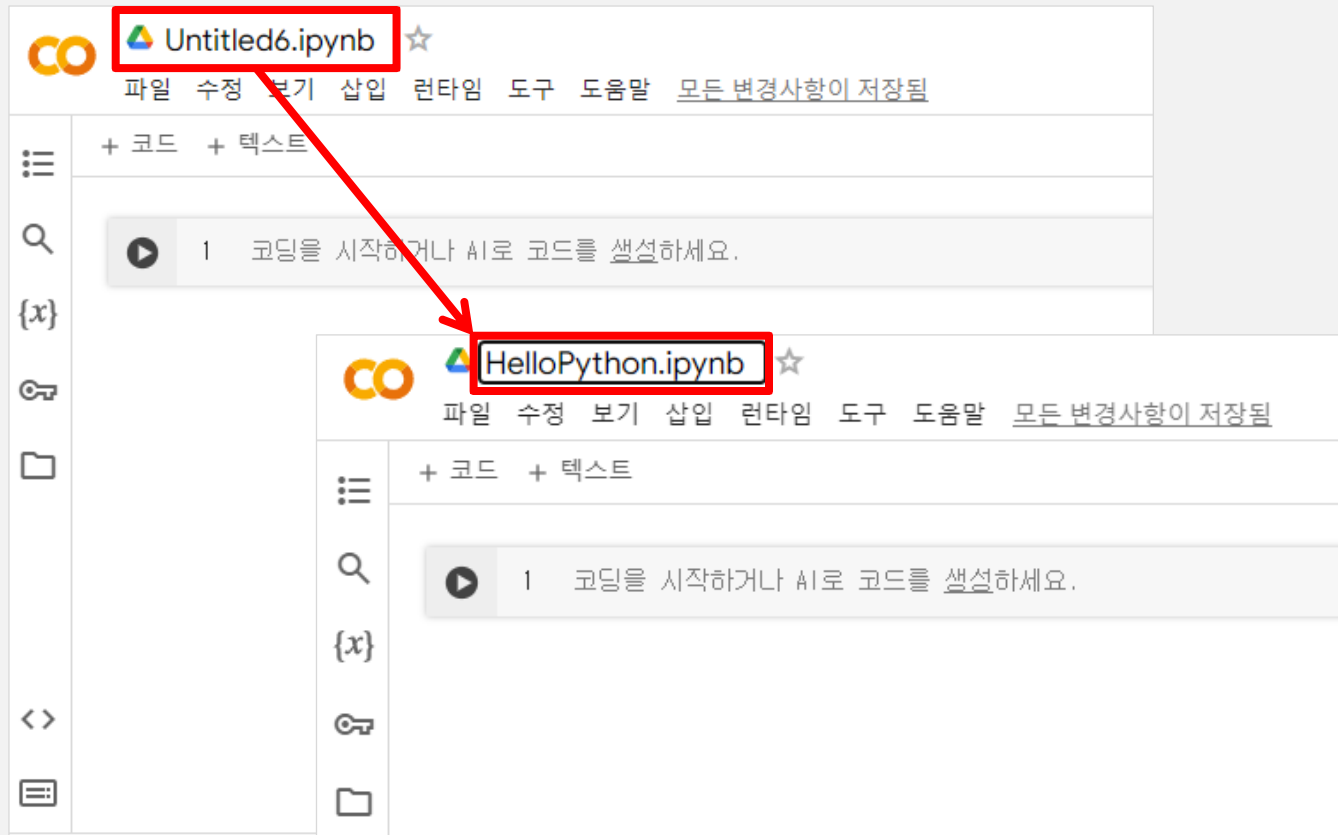 CO Untitled6.ipynb
파일 수정 보기 삽입 런타임 도구 도움말 모든 변경사항이 저장됨
+ 코드 + 텍스트
1 코딩을 시작하거나 AI로 코드를 생성하세요.
{x}
CO HelloPython.ipynb
파일 수정 보기 삽입 런타임 도구 도움말 모든 변경사항이 저장됨
+ 코드 + 텍스트
1 코딩을 시작하거나 AI로 코드를 생성하세요.
{x}